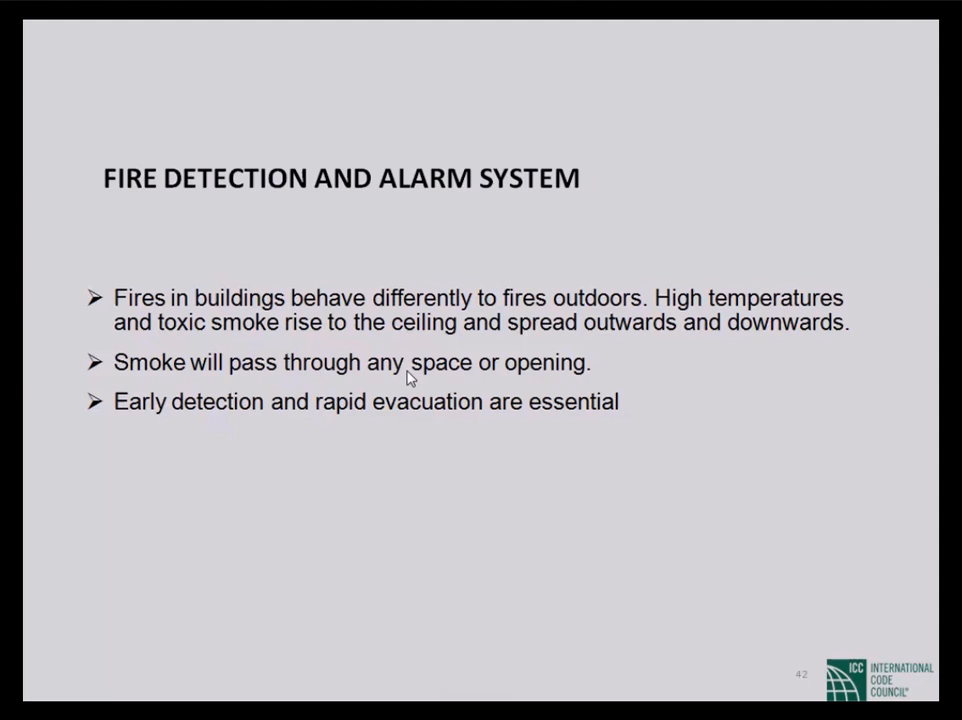 FIRE DETECTION AND ALARM SYSTEM
Fires in buildings behave differently to fires outdoors. High temperatures
and toxic smoke rise to the ceiling and spread outwards and downwards.
Smoke will pass through any space or opening.
Early detection and rapid evacuation are essential
42
ICC
INTERNATIONAL
CODE
COUNCIL®